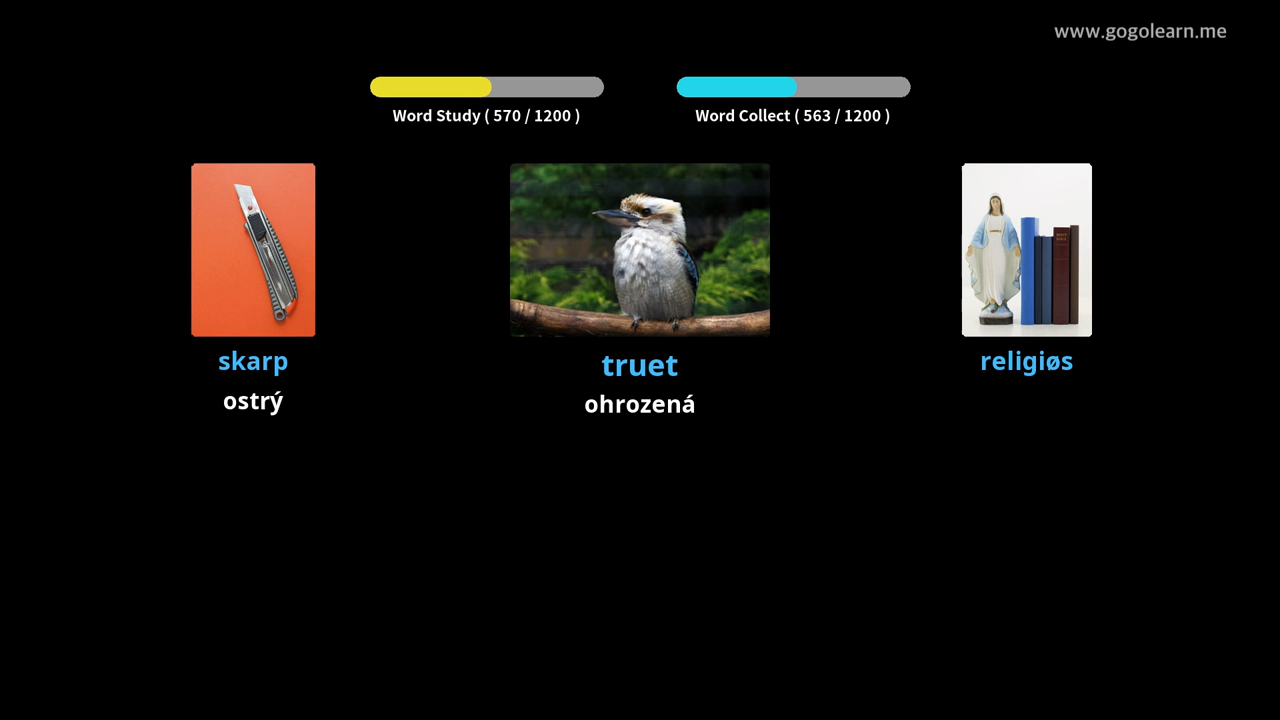 www.gogolearn.me
Word Study ( 570 / 1200 )
Word Collect ( 563 / 1200 )
skarp
truet
religiøs
ostrý
ohrozená